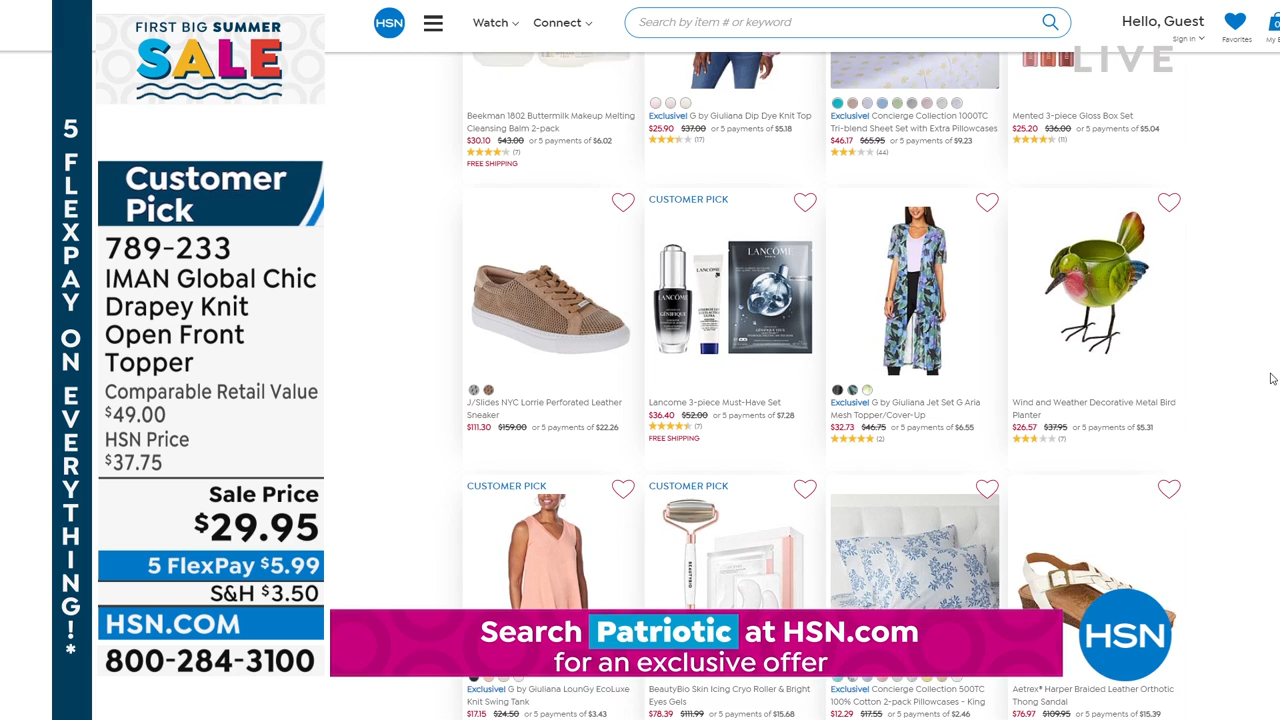 FIRST BIG SUMMER
SALE
5 FLEXPAY ON EVERYTHING!*
Customer
Pick
789-233
IMAN Global Chic
Drapey Knit
Open Front
Topper
Comparable Retail Value
$49.00
HSN Price
$37.75
Sale Price
$29.95
5 FlexPay $5.99
S&H $3.50
HSN.COM
800-284-3100
HSN
Watch
Connect
Search by item # or keyword
Hello, Guest
Sign In
Favorites
0
LIVE
Beekman 1802 Buttermilk Makeup Melting
Cleansing Balm 2-pack
$30.10 $43.00 or 5 payments of $6.02
(7)
FREE SHIPPING
Exclusive! G by Giuliana Dip Dye Knit Top
$25.90 $37.00 or 5 payments of $5.18
(17)
Exclusive! Concierge Collection 1000TC
Tri-blend Sheet Set with Extra Pillowcases
$46.17 $65.95 or 5 payments of $9.23
(44)
Mented 3-piece Gloss Box Set
$25.20 $36.00 or 5 payments of $5.04
(11)
J/Slides NYC Lorrie Perforated Leather
Sneaker
$111.30 $159.00 or 5 payments of $22.26
CUSTOMER PICK
LANCOME
LANCOME
LANCOME
GENIFIQUE
Lancome 3-piece Must-Have Set
$36.40 $52.00 or 5 payments of $7.28
(7)
FREE SHIPPING
Exclusive! G by Giuliana Jet Set G Aria
Mesh Topper/Cover-Up
$32.73 $46.75 or 5 payments of $6.55
(2)
Wind and Weather Decorative Metal Bird
Planter
$26.57 $37.95 or 5 payments of $5.31
(7)
CUSTOMER PICK
CUSTOMER PICK
BEAUTYBIO
Search Patriotic at HSN.com
for an exclusive offer
HSN
Exclusive! G by Giuliana LounGy EcoLuxe
Knit Swing Tank
$17.15 $24.50 or 5 payments of $3.43
BeautyBio Skin Icing Cryo Roller & Bright
Eyes Gels
$78.39 $111.99 or 5 payments of $15.68
Exclusive! Concierge Collection 500TC
100% Cotton 2-pack Pillowcases - King
$12.29 $17.55 or 5 payments of $2.46
Aetrex® Harper Braided Leather Orthotic
Thong Sandal
$76.97 $109.95 or 5 payments of $15.39